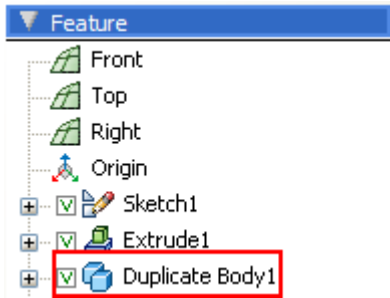 Feature
Front
Top
Right
Origin
Sketch1
Extrude1
Duplicate Body1